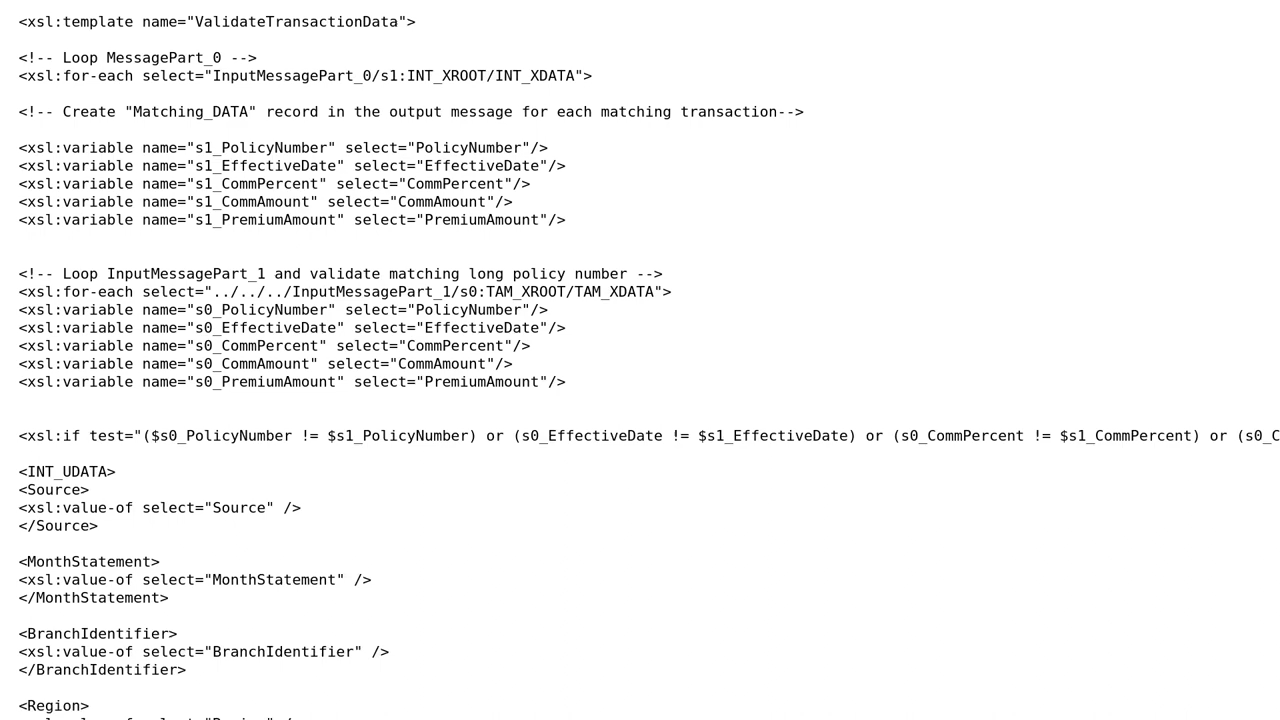 <xsl:template name="ValidateTransactionData">
<!-- Loop MessagePart_0 -->
<xsl:for-each select="InputMessagePart_0/s1:INT_XROOT/INT_XDATA">
<!-- Create "Matching_DATA" record in the output message for each matching transaction-->
<xsl:variable name="s1_PolicyNumber" select="PolicyNumber"/>
<xsl:variable name="s1_EffectiveDate" select="EffectiveDate"/>
<xsl:variable name="s1_CommPercent" select="CommPercent"/>
<xsl:variable name="s1_CommAmount" select="CommAmount"/>
<xsl:variable name="s1_PremiumAmount" select="PremiumAmount"/>
<!-- Loop InputMessagePart_1 and validate matching long policy number -->
<xsl:for-each select="../../../InputMessagePart_1/s0:TAM_XROOT/TAM_XDATA">
<xsl:variable name="s0_PolicyNumber" select="PolicyNumber"/>
<xsl:variable name="s0_EffectiveDate" select="EffectiveDate"/>
<xsl:variable name="s0_CommPercent" select="CommPercent"/>
<xsl:variable name="s0_CommAmount" select="CommAmount"/>
<xsl:variable name="s0_PremiumAmount" select="PremiumAmount"/>
<xsl:if test="($s0_PolicyNumber != $s1_PolicyNumber) or (s0_EffectiveDate != $s1_EffectiveDate) or (s0_CommPercent != $s1_CommPercent) or (s0_C
<INT_UDATA>
<Source>
<xsl:value-of select="Source" />
</Source>
<MonthStatement>
<xsl:value-of select="MonthStatement" />
</MonthStatement>
<BranchIdentifier>
<xsl:value-of select="BranchIdentifier" />
</BranchIdentifier>
<Region>